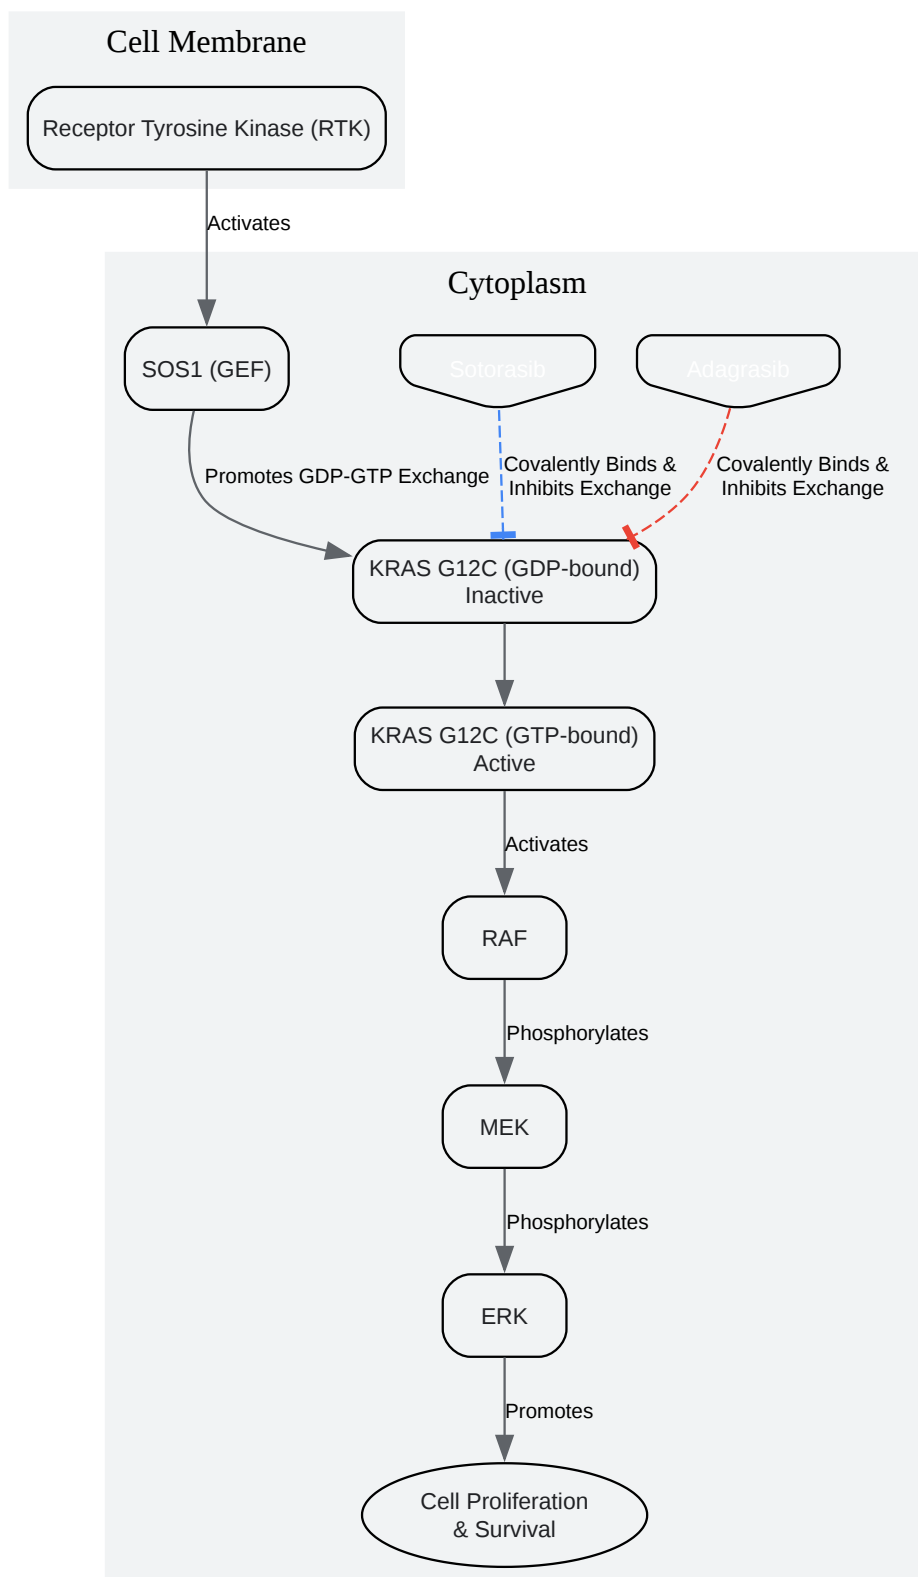 Cell Membrane
Receptor Tyrosine Kinase (RTK)
Activates
Cytoplasm
SOS1 (GEF)
Sotorasib
Adagrasib
Promotes GDP-GTP Exchange
Covalently Binds &
Inhibits Exchange
Covalently Binds &
Inhibits Exchange
KRAS G12C (GDP-bound)
Inactive
KRAS G12C (GTP-bound)
Active
Activates
RAF
Phosphorylates
MEK
Phosphorylates
ERK
Promotes
Cell Proliferation
& Survival